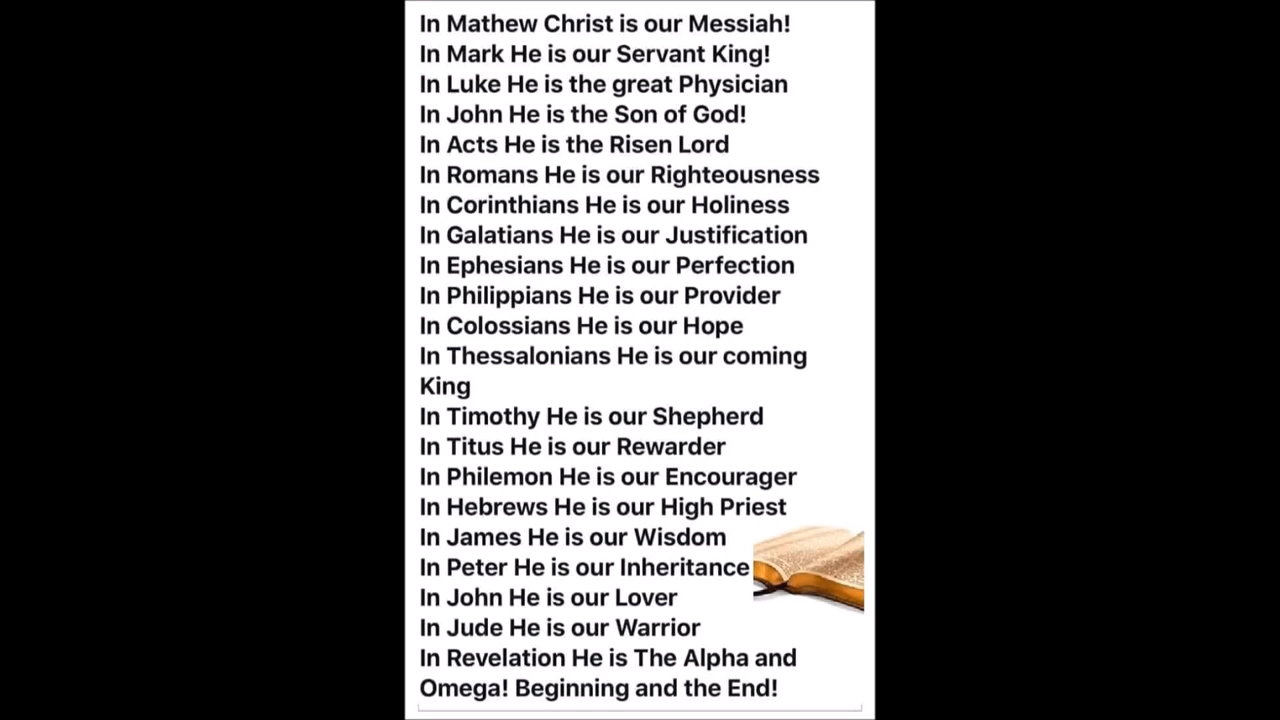 In Mathew Christ is our Messiah!
In Mark He is our Servant King!
In Luke He is the great Physician
In John He is the Son of God!
In Acts He is the Risen Lord
In Romans He is our Righteousness
In Corinthians He is our Holiness
In Galatians He is our Justification
In Ephesians He is our Perfection
In Philippians He is our Provider
In Colossians He is our Hope
In Thessalonians He is our coming
King
In Timothy He is our Shepherd
In Titus He is our Rewarder
In Philemon He is our Encourager
In Hebrews He is our High Priest
In James He is our Wisdom
In Peter He is our Inheritance
In John He is our Lover
In Jude He is our Warrior
In Revelation He is The Alpha and
Omega! Beginning and the End!